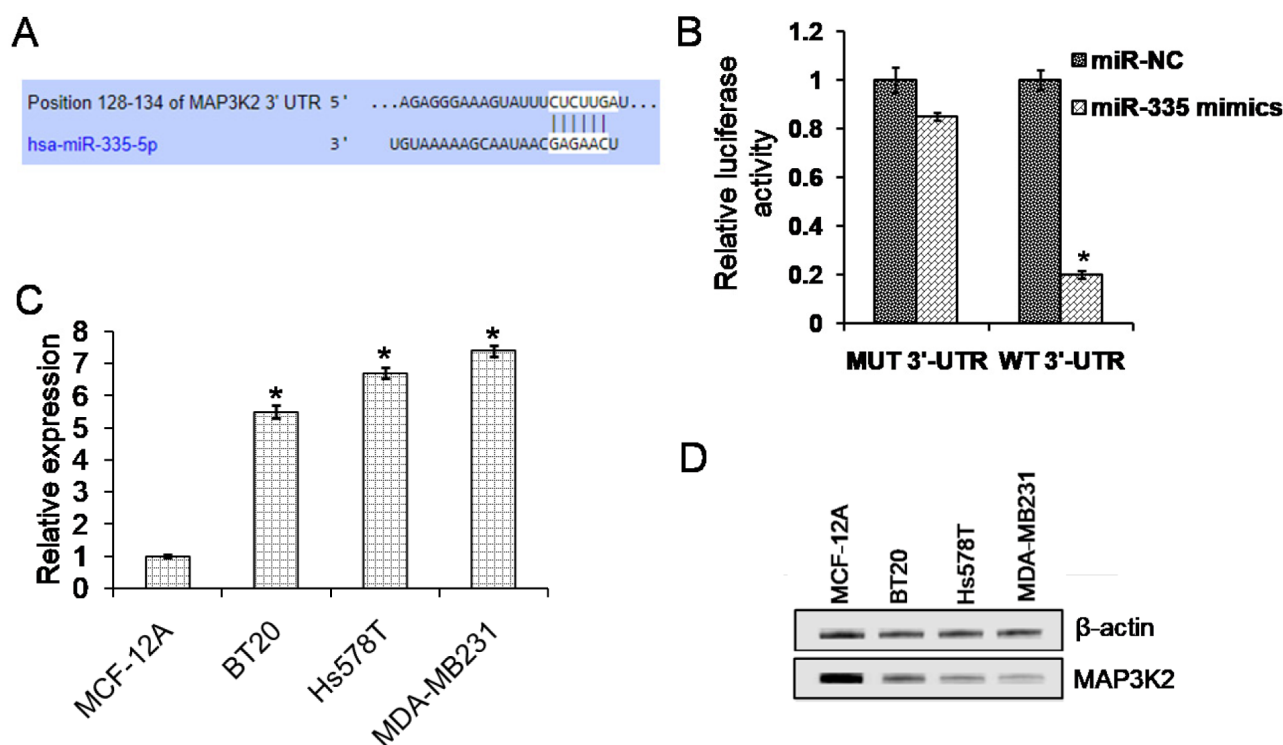 A
Position 128-134 of MAP3K2 3' UTR 5' ...AGAGGGAAAGUAUUUCUCUUGAU...
hsa-miR-335-5p 3' UGUAAAAAGCAAUAACGAGAACU
B
Relative luciferase
activity
1.2
1
0.8
0.6
0.4
0.2
0
miR-NC
miR-335 mimics
*
MUT 3'-UTR WT 3'-UTR
C
Relative expression
8
7
6
5
4
3
2
1
0
*
*
*
MCF-12A
BT20
Hs578T
MDA-MB231
D
MCF-12A
BT20
Hs578T
MDA-MB231
β-actin
MAP3K2